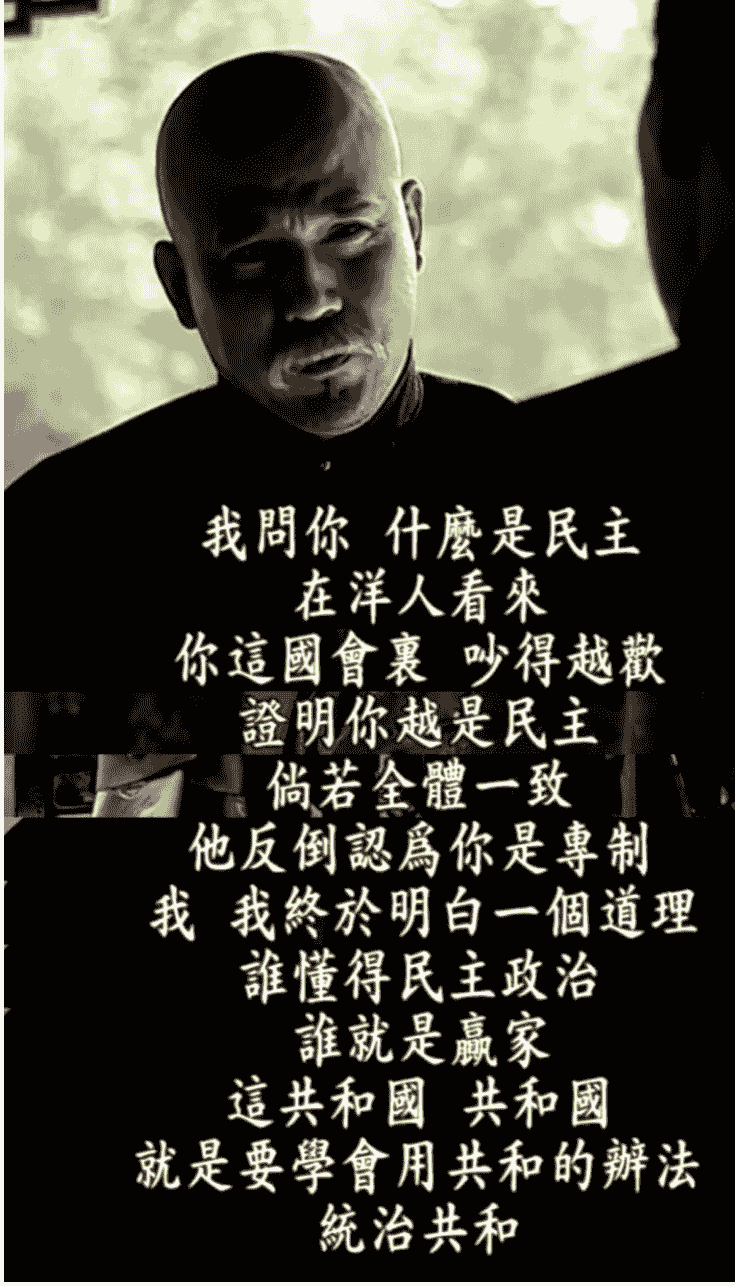 我問你 什麼是民主
在洋人看來
你這國會裏 吵得越歡
證明你越是民主
倘若全體一致
他反倒認爲你是專制
我 我終於明白一個道理
誰懂得民主政治
誰就是贏家
這共和國 共和國
就是要學會用共和的辦法
統治共和